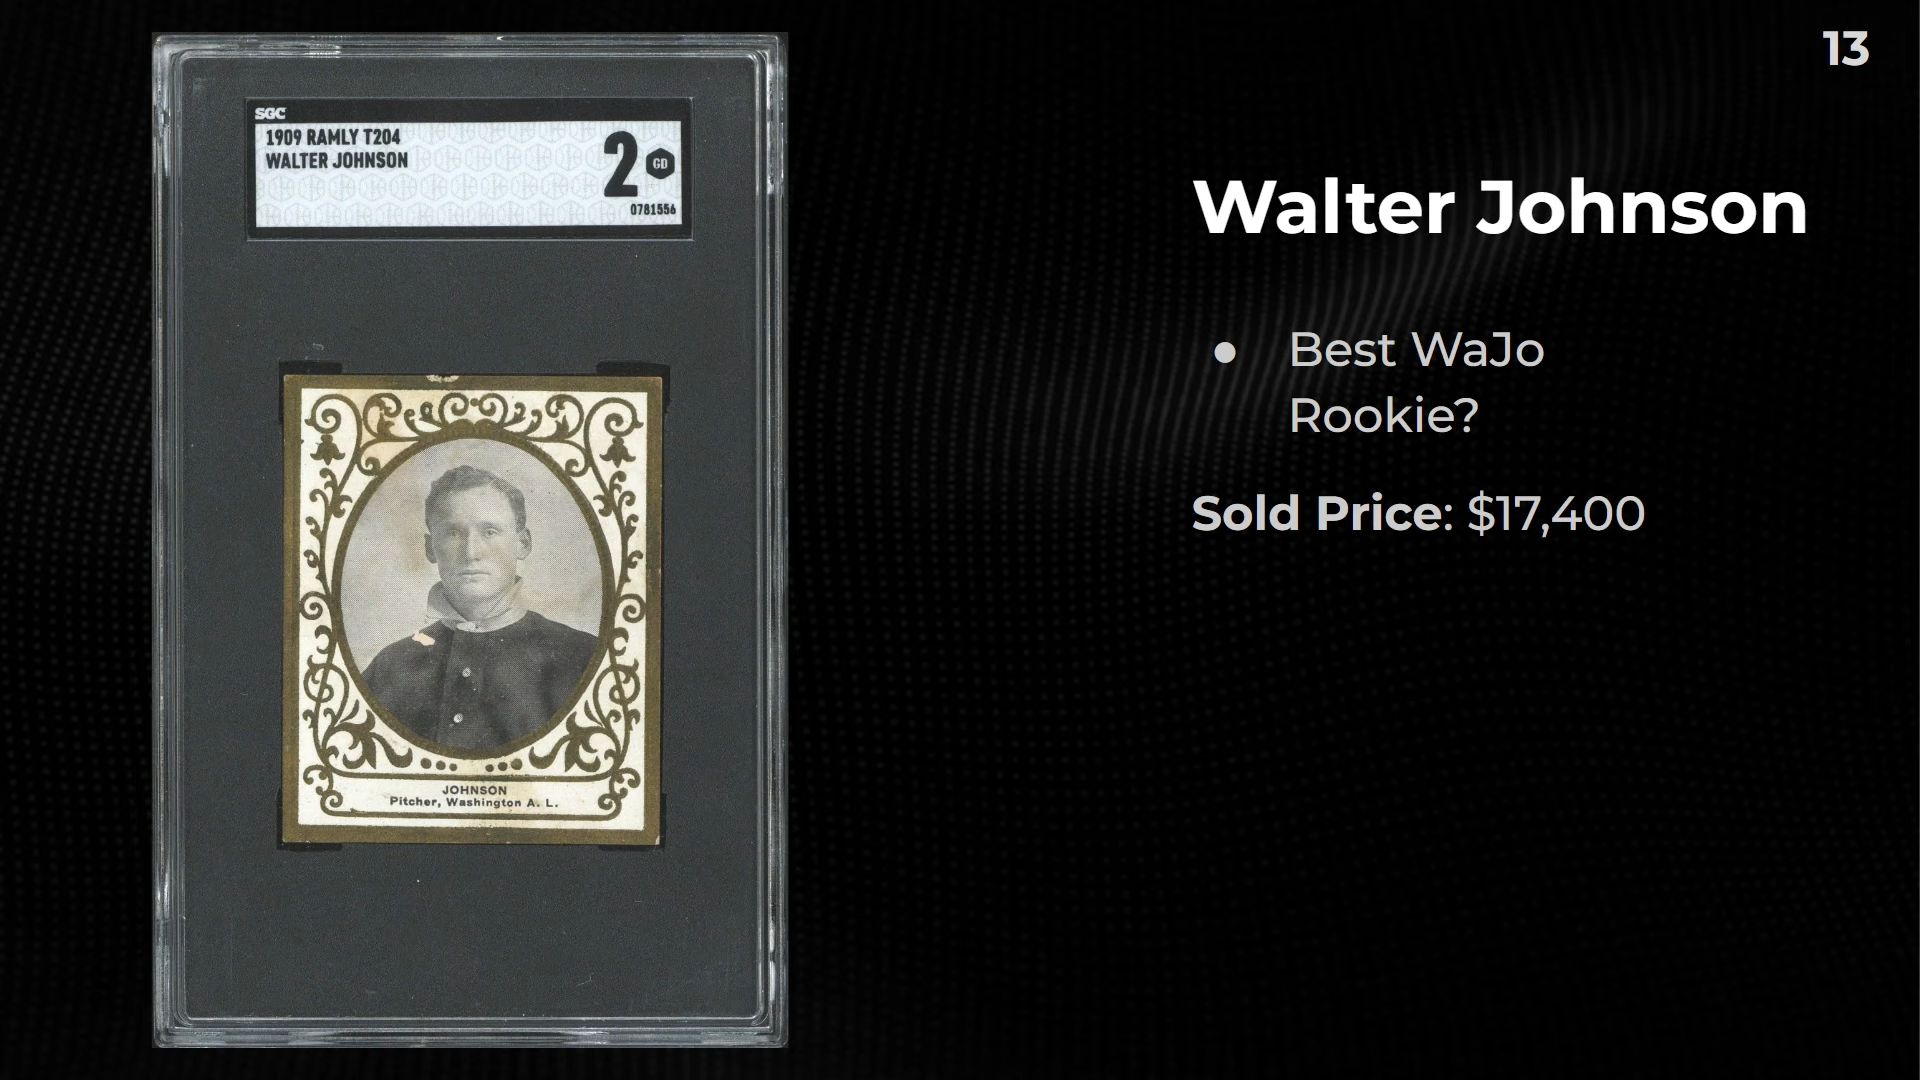 13
SGC
1909 RAMLY T204
WALTER JOHNSON
2
GD
0781556
JOHNSON
Pitcher, Washington A. L.
Walter Johnson
● Best WaJo
Rookie?
Sold Price: $17,400